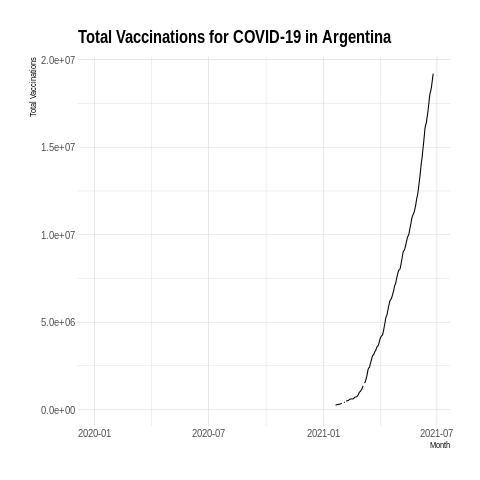 Total Vaccinations for COVID-19 in Argentina
Total Vaccinations
2.0e+07
1.5e+07
1.0e+07
5.0e+06
0.0e+00
2020-01 2020-07 2021-01 2021-07
Month